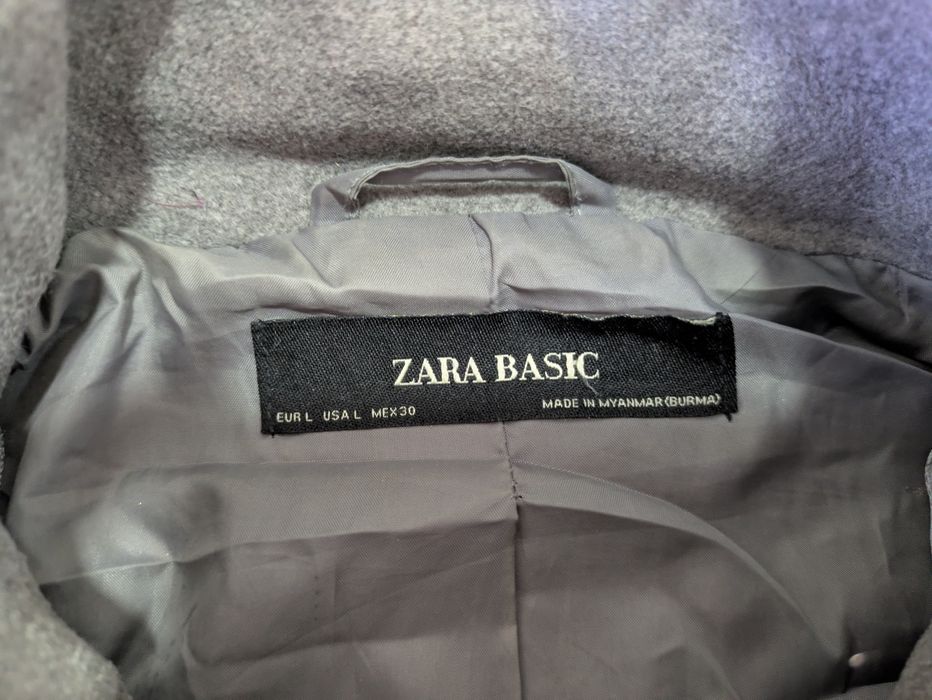 ZARA BASIC
EUR L USA L MEX 30
MADE IN MYANMAR (BURMA)